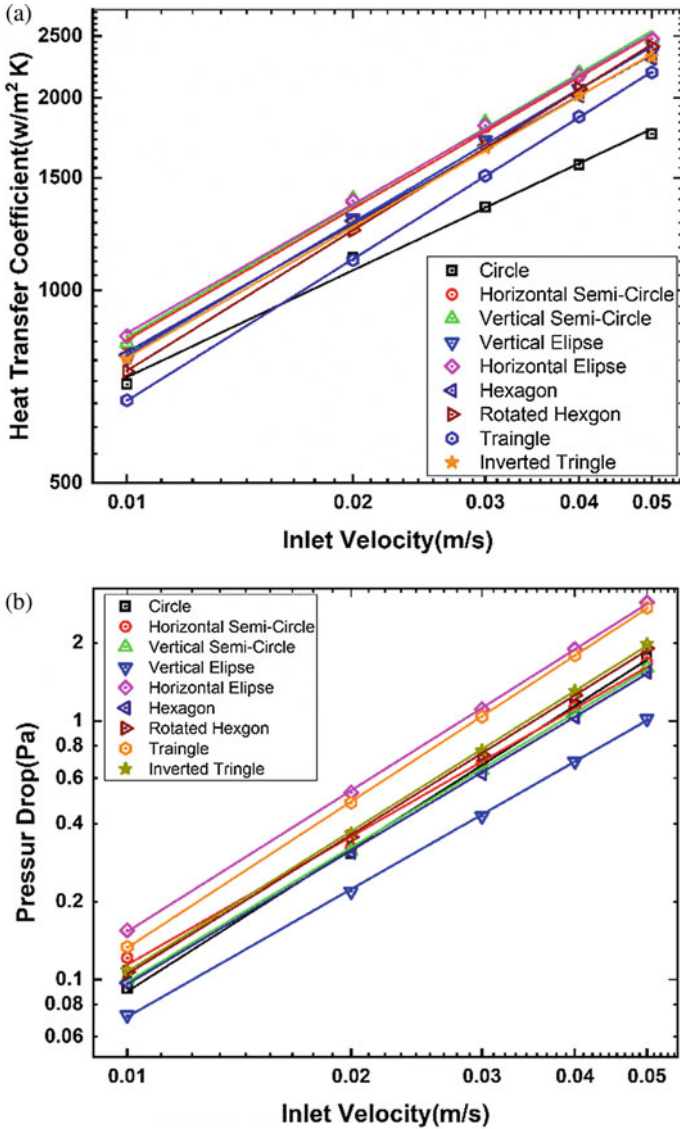 (a)
2500
2000
1500
1000
500
Heat Transfer Coefficient(w/m² K)
Circle
Horizontal Semi-Circle
Vertical Semi-Circle
Vertical Elipse
Horizontal Elipse
Hexagon
Rotated Hexgon
Traingle
Inverted Tringle
0.01 0.02 0.03 0.04 0.05
Inlet Velocity(m/s)
(b)
Circle
Horizontal Semi-Circle
Vertical Semi-Circle
Vertical Elipse
Horizontal Elipse
Hexagon
Rotated Hexgon
Traingle
Inverted Tringle
2
1
0.8
0.6
0.4
0.2
0.1
0.08
0.06
Pressur Drop(Pa)
0.01 0.02 0.03 0.04 0.05
Inlet Velocity(m/s)